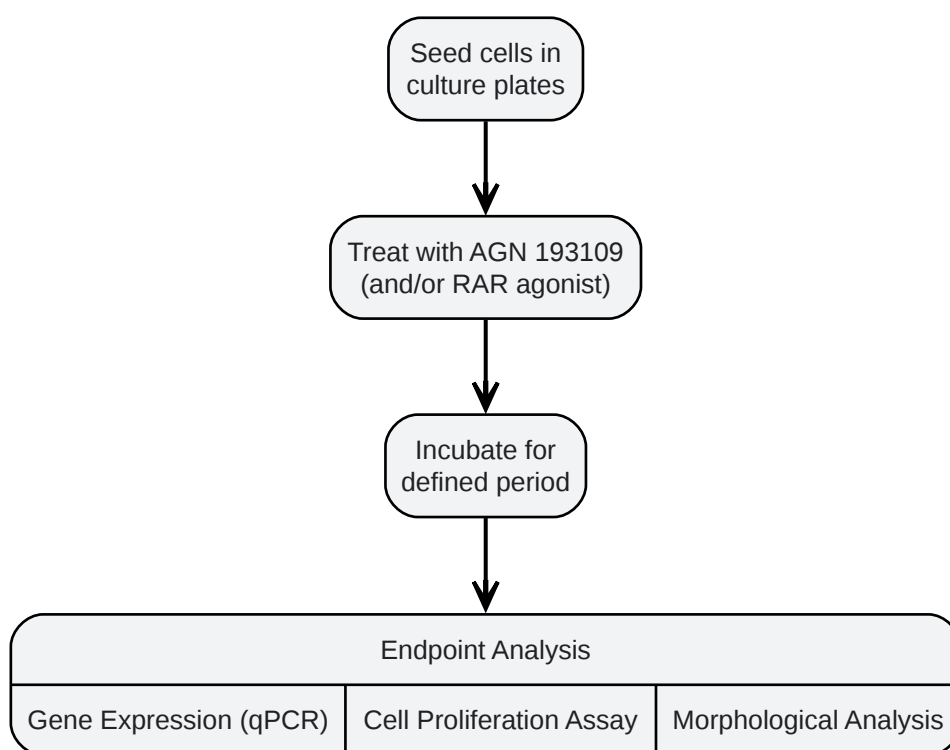 Seed cells in
culture plates
Treat with AGN 193109
(and/or RAR agonist)
Incubate for
defined period
Endpoint Analysis
Gene Expression (qPCR)
Cell Proliferation Assay
Morphological Analysis